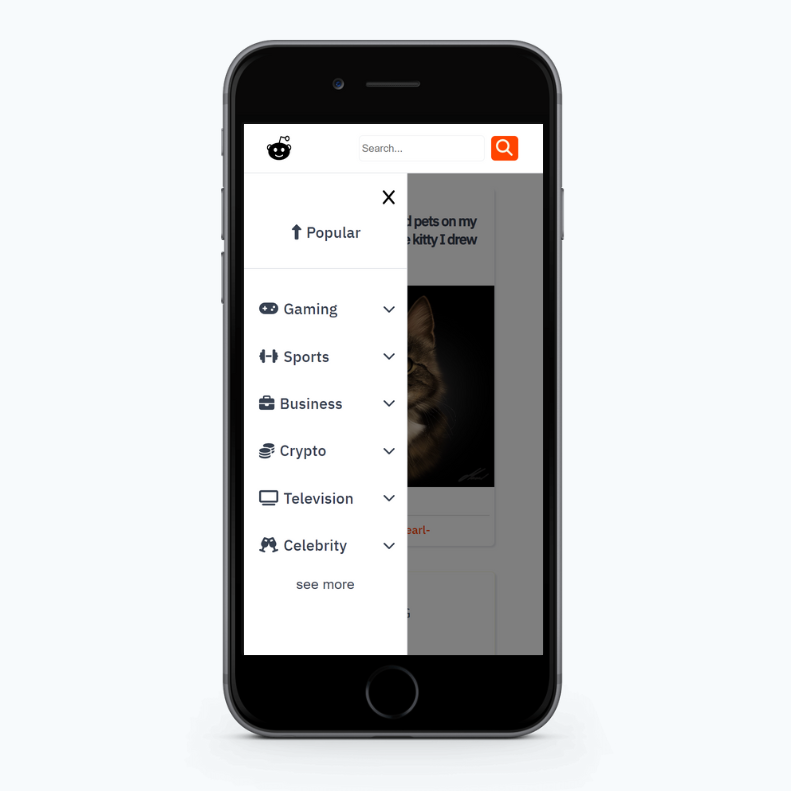 Search...
X
Popular
d pets on my
e kitty I drew
Gaming
Sports
Business
Crypto
Television
earl-
Celebrity
see more